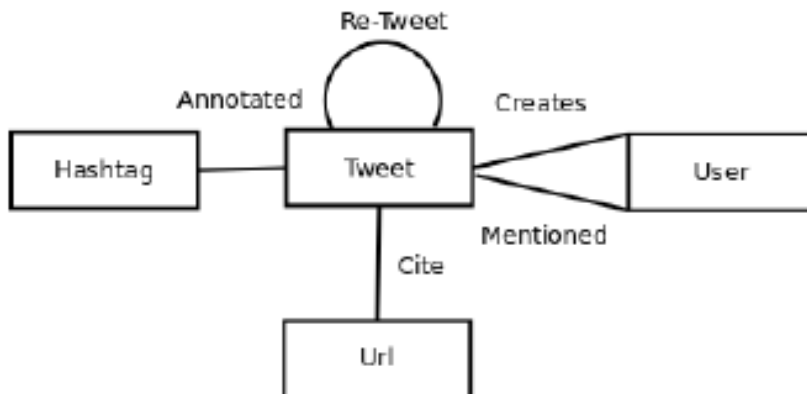 Re-Tweet
Annotated
Creates
Hashtag
Tweet
User
Mentioned
Cite
Url